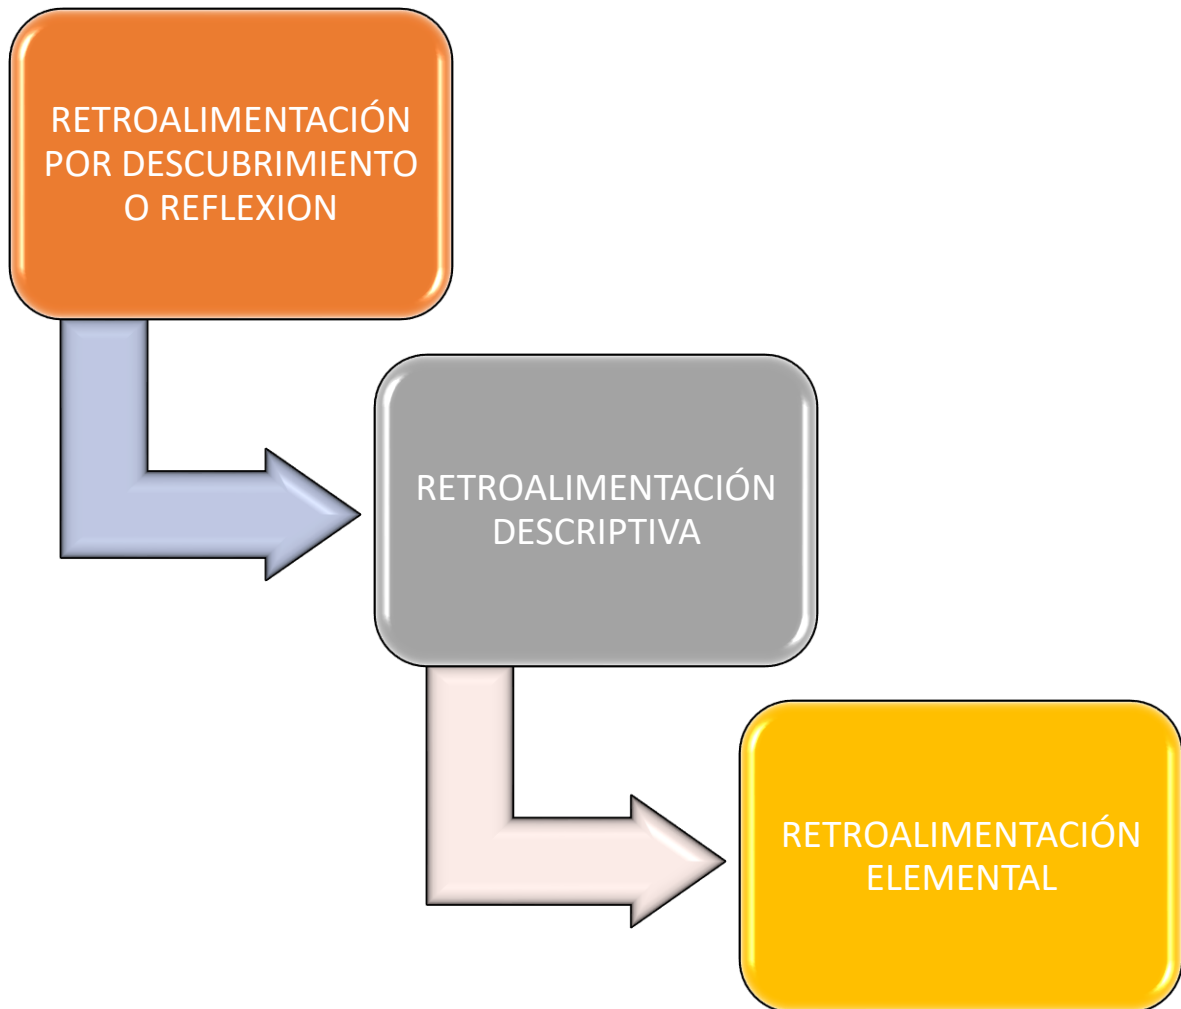 RETROALIMENTACIÓN
POR DESCUBRIMIENTO
O REFLEXION
RETROALIMENTACIÓN
DESCRIPTIVA
RETROALIMENTACIÓN
ELEMENTAL